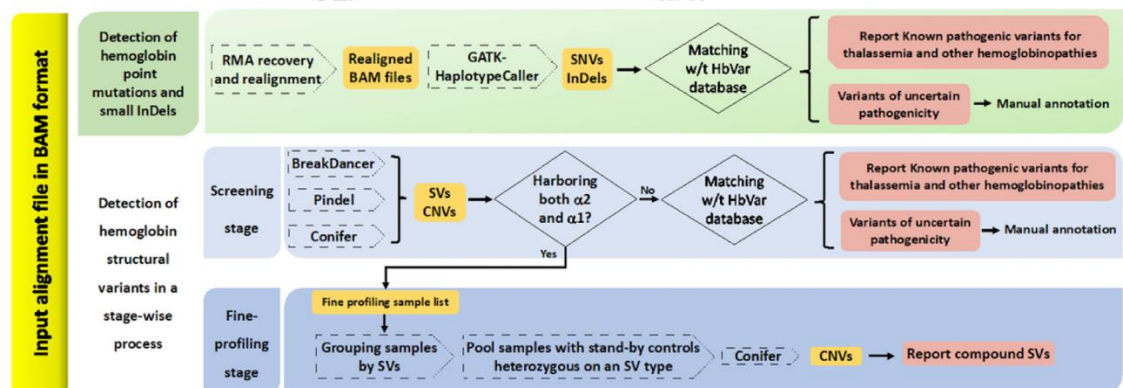 Input alignment file in BAM format
Detection of
hemoglobin
point
mutations and
small InDels
RMA recovery
and realignment
Realigned
BAM files
GATK-
HaplotypeCaller
SNVs
InDels
Matching
w/t HbVar
database
Report Known pathogenic variants for
thalassemia and other hemoglobinopathies
Variants of uncertain
pathogenicity
Manual annotation
Detection of
hemoglobin
structural
variants in a
stage-wise
process
Screening
stage
BreakDancer
Pindel
Conifer
SVs
CNVs
Harboring
both α2
and α1?
No
Matching
w/t HbVar
database
Report Known pathogenic variants for
thalassemia and other hemoglobinopathies
Variants of uncertain
pathogenicity
Manual annotation
Yes
Fine-
profiling
stage
Fine profiling sample list
Grouping samples
by SVs
Pool samples with stand-by controls
heterozygous on an SV type
Conifer
CNVs
Report compound SVs